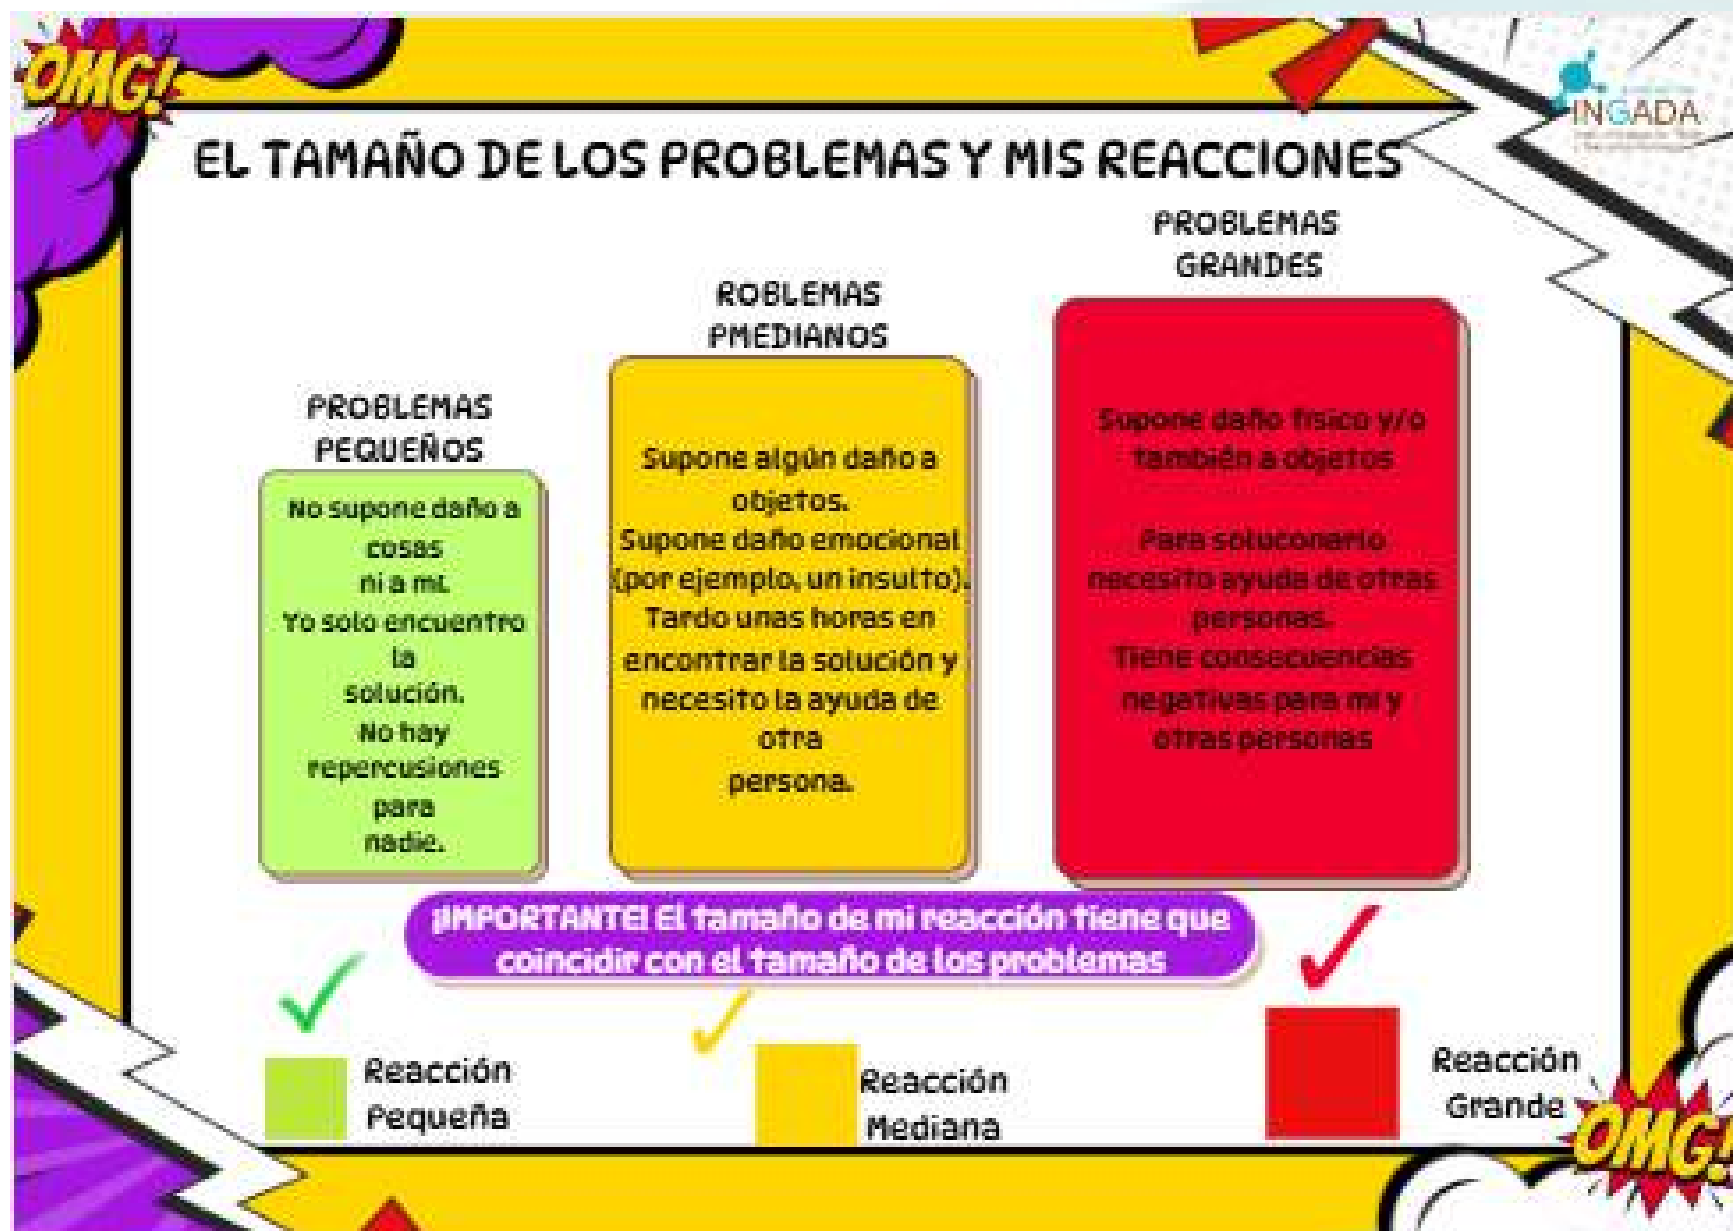 OMG!
INGADA
EL TAMAÑO DE LOS PROBLEMAS Y MIS REACCIONES
PROBLEMAS
PEQUEÑOS
No supone daño a
cosas
ni a mí.
Yo solo encuentro
la
solución.
No hay
repercusiones
para
nadie.
ROBLEMAS
PMEDIANOS
Supone algún daño a
objetos.
Supone daño emocional
(por ejemplo, un insulto).
Tardo unas horas en
encontrar la solución y
necesito la ayuda de
otra
persona.
PROBLEMAS
GRANDES
Supone daño físico y/o
también a objetos
Para soluconarlo
necesito ayuda de otras
personas.
Tiene consecuencias
negativas para mí y
otras personas
¡IMPORTANTE! El tamaño de mi reacción tiene que
coincidir con el tamaño de los problemas
Reacción
Pequeña
Reacción
Mediana
Reacción
Grande
OMG!